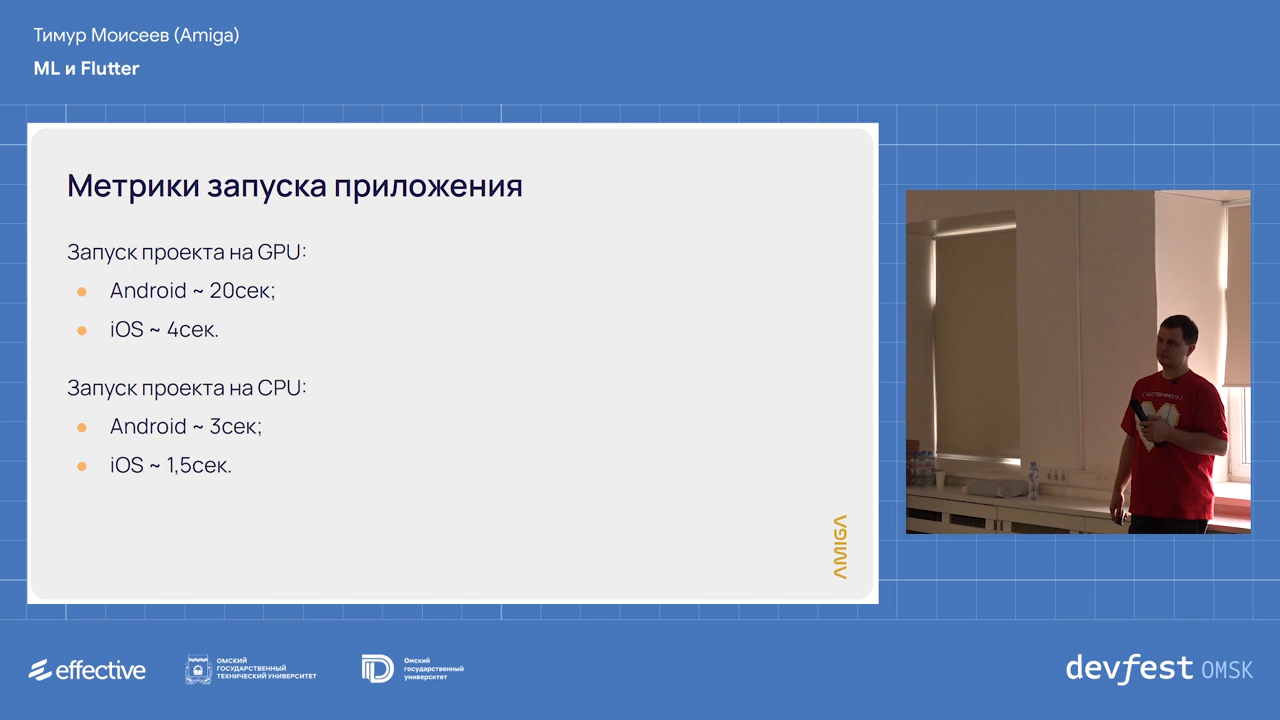 Тимур Моисеев (Amiga)
ML и Flutter
Метрики запуска приложения
Запуск проекта на GPU:
Android ~ 20сек;
iOS ~ 4сек.
Запуск проекта на CPU:
Android ~ 3сек;
iOS ~ 1,5сек.
AMIGA
effective
ОМСКИЙ
ГОСУДАРСТВЕННЫЙ
ТЕХНИЧЕСКИЙ УНИВЕРСИТЕТ
Омский
государственный
университет
devfest OMSK